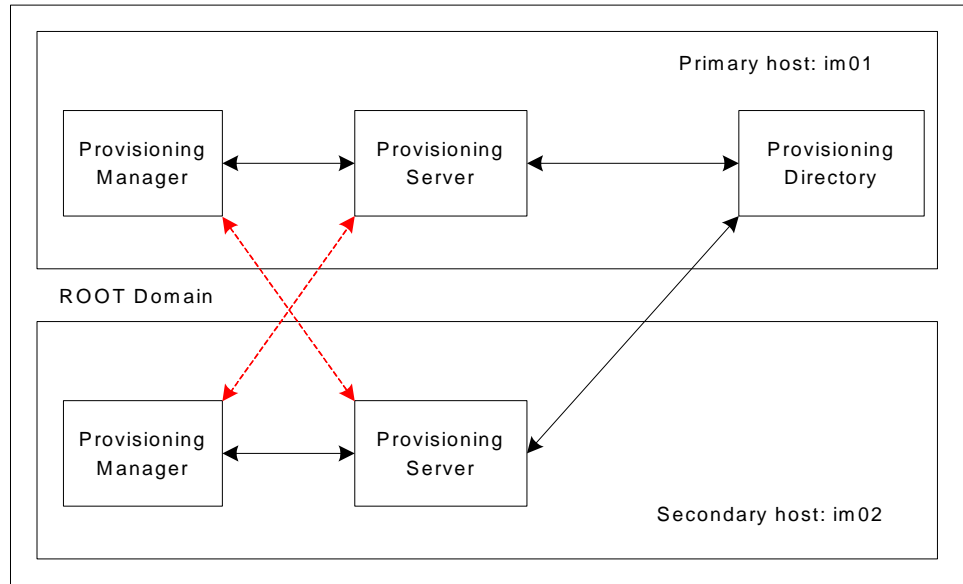 Primary host: im01
Provisioning
Manager
Provisioning
Server
Provisioning
Directory
ROOT Domain
Provisioning
Manager
Provisioning
Server
Secondary host: im02